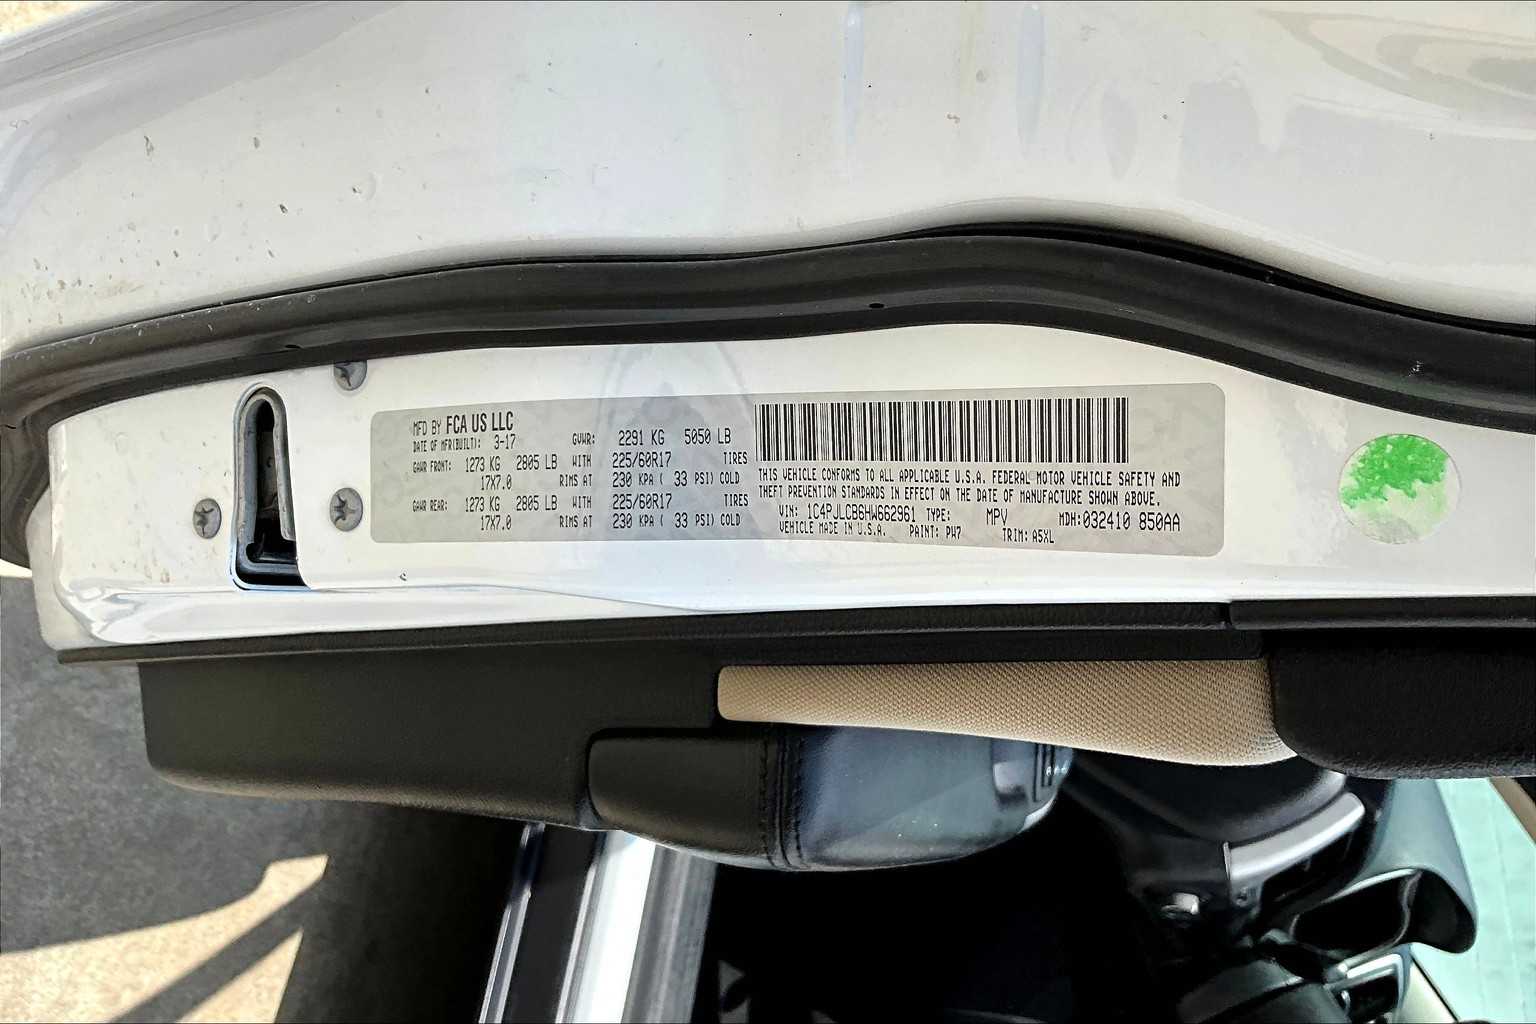 MFD BY FCA US LLC
DATE OF MFR(BUILT): 3-17 GVWR: 2291 KG 5050 LB
GAWR FRONT: 1273 KG 2805 LB WITH 225/60R17 TIRES
17X7.0 RIMS AT 230 KPA ( 33 PSI) COLD
GAWR REAR: 1273 KG 2805 LB WITH 225/60R17 TIRES
17X7.0 RIMS AT 230 KPA ( 33 PSI) COLD
THIS VEHICLE CONFORMS TO ALL APPLICABLE U.S.A. FEDERAL MOTOR VEHICLE SAFETY AND
THEFT PREVENTION STANDARDS IN EFFECT ON THE DATE OF MANUFACTURE SHOWN ABOVE.
VIN: 1C4PJLCB6HW662961 TYPE: MPV MDH:032410 850AA
VEHICLE MADE IN U.S.A. PAINT: PW7 TRIM: A5XL